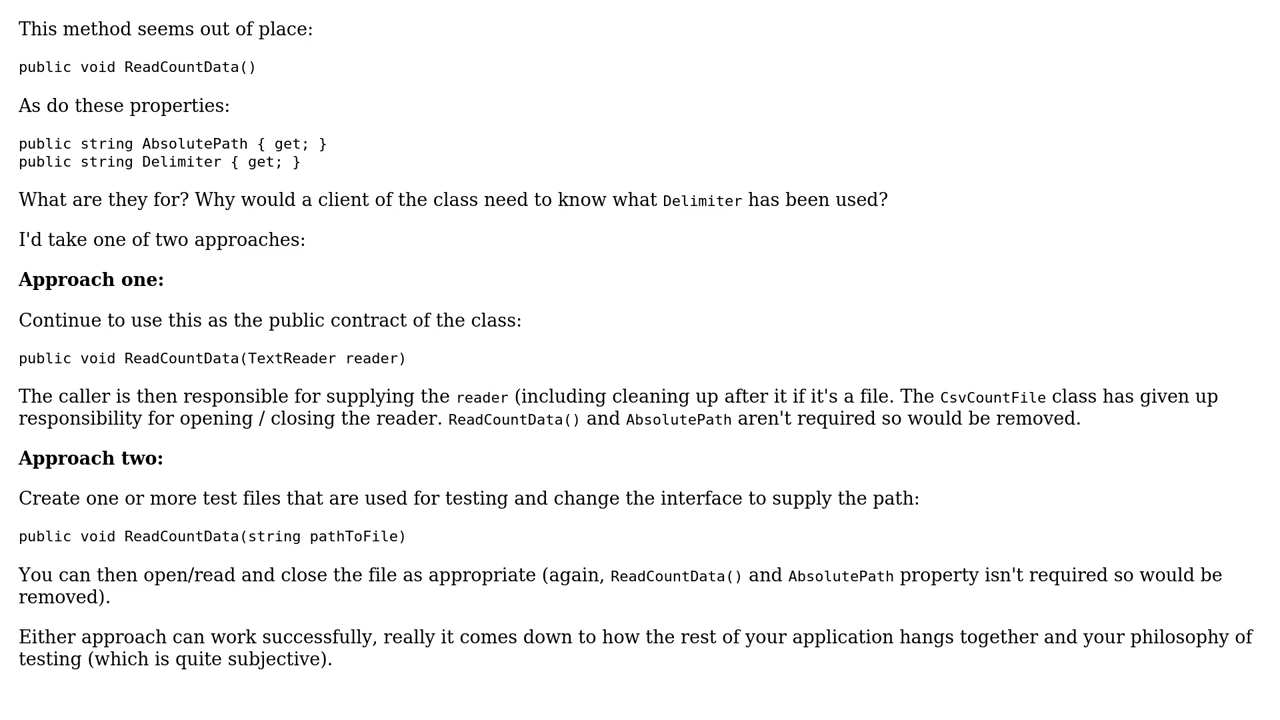 This method seems out of place:
public void ReadCountData()
As do these properties:
public string AbsolutePath { get; }
public string Delimiter { get; }
What are they for? Why would a client of the class need to know what Delimiter has been used?
I'd take one of two approaches:
Approach one:
Continue to use this as the public contract of the class:
public void ReadCountData(TextReader reader)
The caller is then responsible for supplying the reader (including cleaning up after it if it's a file. The CsvCountFile class has given up
responsibility for opening / closing the reader. ReadCountData() and AbsolutePath aren't required so would be removed.
Approach two:
Create one or more test files that are used for testing and change the interface to supply the path:
public void ReadCountData(string pathToFile)
You can then open/read and close the file as appropriate (again, ReadCountData() and AbsolutePath property isn't required so would be
removed).
Either approach can work successfully, really it comes down to how the rest of your application hangs together and your philosophy of
testing (which is quite subjective).